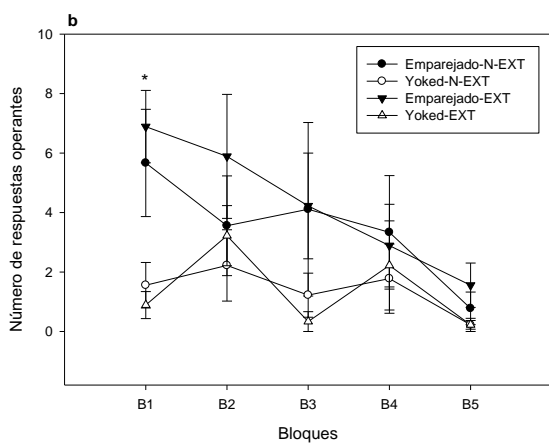 b
10
8
6
4
2
0
*
Número de respuestas operantes
Emparejado-N-EXT
Yoked-N-EXT
Emparejado-EXT
Yoked-EXT
B1 B2 B3 B4 B5
Bloques